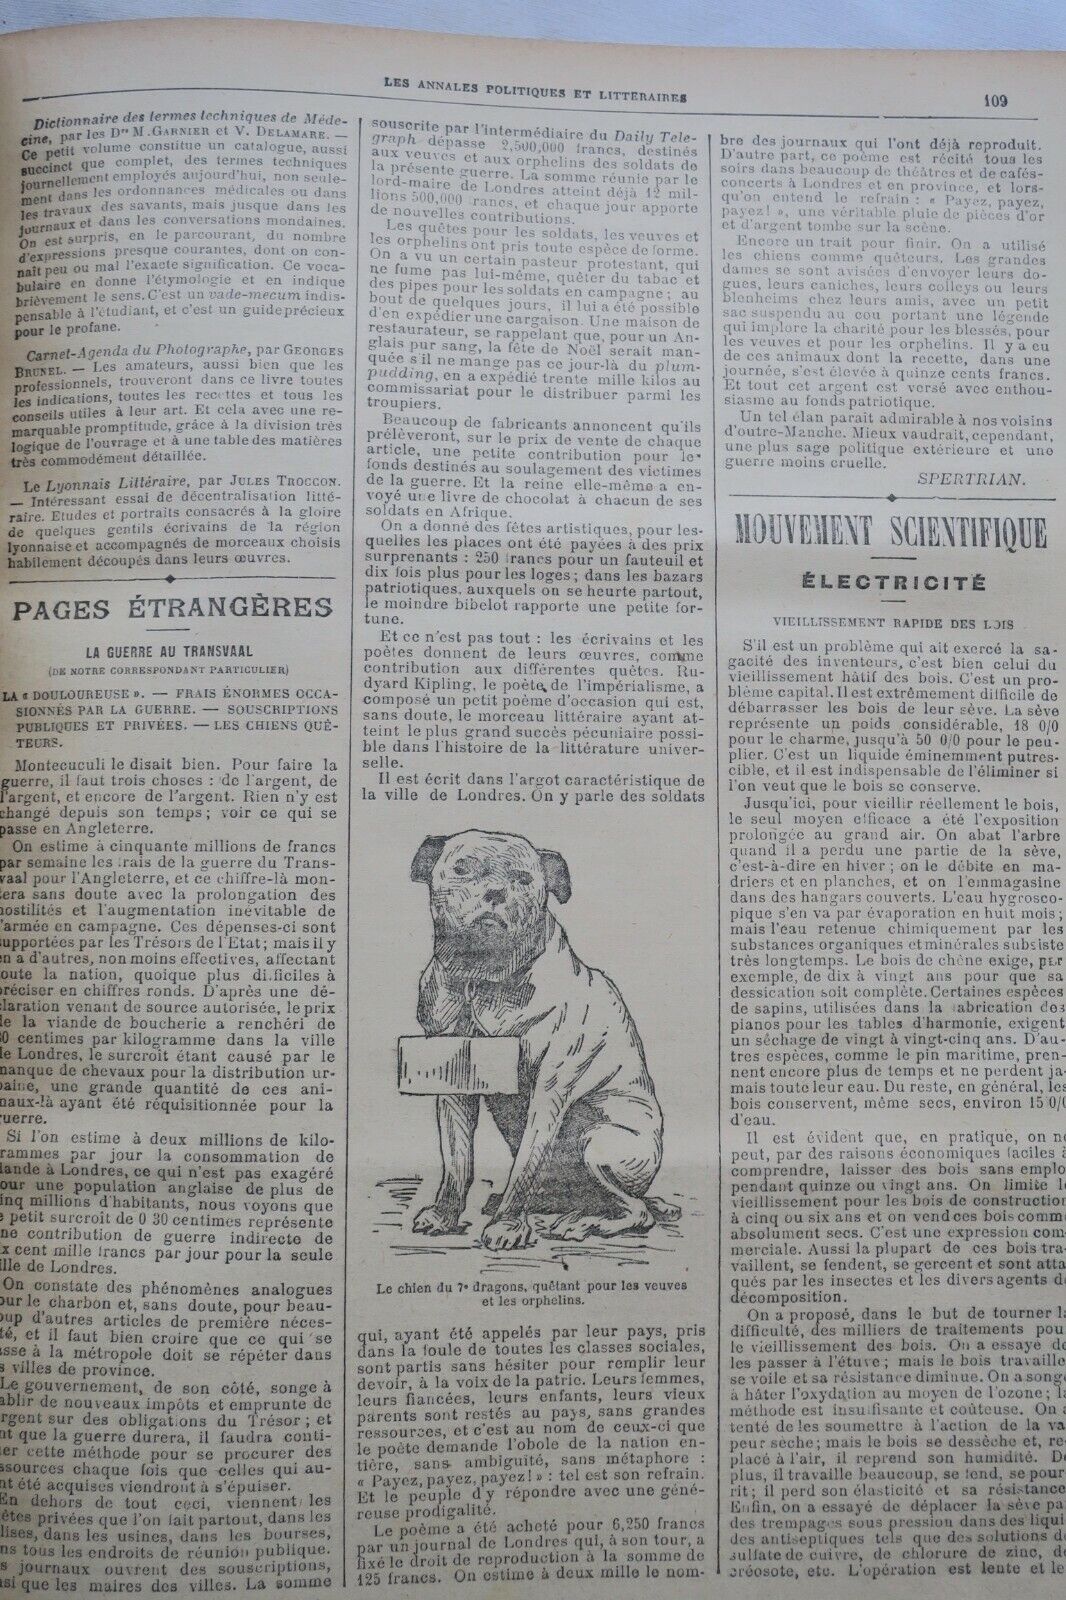 LES ANNALES POLITIQUES ET LITTÉRAIRES
109
Dictionnaire des termes techniques de Méde-
cine, par les Drs M. GARNIER et V. DELAMARE. —
Ce petit volume constitue un catalogue, aussi
succinct que complet, des termes techniques
journellement employés aujourd'hui, non seule-
ment dans les ordonnances médicales ou dans
les travaux des savants, mais jusque dans les
journaux et dans les conversations mondaines.
On est surpris, en le parcourant, du nombre
d'expressions presque courantes, dont on con-
naît peu ou mal l'exacte signification. Ce voca-
bulaire en donne l'étymologie et en indique
brièvement le sens. C'est un vade-mecum indis-
pensable à l'étudiant, et c'est un guide précieux
pour le profane.
Carnet-Agenda du Photographe, par GEORGES
BRUNEL. — Les amateurs, aussi bien que les
professionnels, trouveront dans ce livre toutes
les indications, toutes les recettes et tous les
conseils utiles à leur art. Et cela avec une re-
marquable promptitude, grâce à la division très
logique de l'ouvrage et à une table des matières
très commodément détaillée.
Le Lyonnais Littéraire, par JULES TROCCON.
— Intéressant essai de décentralisation litté-
raire. Etudes et portraits consacrés à la gloire
de quelques gentils écrivains de la région
lyonnaise et accompagnés de morceaux choisis
habilement découpés dans leurs œuvres.
PAGES ÉTRANGÈRES
LA GUERRE AU TRANSVAAL
(DE NOTRE CORRESPONDANT PARTICULIER)
LA « DOULOUREUSE ». — FRAIS ÉNORMES OCCA-
SIONNÉS PAR LA GUERRE. — SOUSCRIPTIONS
PUBLIQUES ET PRIVÉES. — LES CHIENS QUÊ-
TEURS.
Montecuculi le disait bien. Pour faire la
guerre, il faut trois choses : de l'argent, de
l'argent, et encore de l'argent. Rien n'y est
changé depuis son temps ; voir ce qui se
passe en Angleterre.
On estime à cinquante millions de francs
par semaine les frais de la guerre du Trans-
vaal pour l'Angleterre, et ce chiffre-là mon-
tera sans doute avec la prolongation des
hostilités et l'augmentation inévitable de
l'armée en campagne. Ces dépenses-ci sont
supportées par les Trésors de l'Etat ; mais il y
en a d'autres, non moins effectives, affectant
toute la nation, quoique plus difficiles à
préciser en chiffres ronds. D'après une dé-
claration venant de source autorisée, le prix
de la viande de boucherie a renchéri de
30 centimes par kilogramme dans la ville
de Londres, le surcroît étant causé par le
manque de chevaux pour la distribution ur-
baine, une grande quantité de ces ani-
maux-là ayant été réquisitionnée pour la
guerre.
Si l'on estime à deux millions de kilo-
grammes par jour la consommation de
viande à Londres, ce qui n'est pas exagéré
pour une population anglaise de plus de
cinq millions d'habitants, nous voyons que
le petit surcroît de 0 30 centimes représente
une contribution de guerre indirecte de
six cent mille francs par jour pour la seule
ville de Londres.
On constate des phénomènes analogues
pour le charbon et, sans doute, pour beau-
coup d'autres articles de première néces-
sité, et il faut bien croire que ce qui se
passe à la métropole doit se répéter dans
les villes de province.
Le gouvernement, de son côté, songe à
établir de nouveaux impôts et emprunte de
l'argent sur des obligations du Trésor ; et
tant que la guerre durera, il faudra conti-
nuer cette méthode pour se procurer des
ressources chaque fois que celles qui au-
ront été acquises viendront à s'épuiser.
En dehors de tout ceci, viennent les
quêtes privées que l'on fait partout, dans les
églises, dans les usines, dans les bourses,
dans tous les endroits de réunion publique.
Les journaux ouvrent des souscriptions,
ainsi que les maires des villes. La somme
souscrite par l'intermédiaire du Daily Tele-
graph dépasse 2,500,000 francs, destinés
aux veuves et aux orphelins des soldats de
la présente guerre. La somme réunie par le
lord-maire de Londres atteint déjà 12 mil-
lions 500,000 francs, et chaque jour apporte
de nouvelles contributions.
Les quêtes pour les soldats, les veuves et
les orphelins ont pris toute espèce de forme.
On a vu un certain pasteur protestant, qui
ne fume pas lui-même, quêter du tabac et
des pipes pour les soldats en campagne ; au
bout de quelques jours, il lui a été possible
d'en expédier une cargaison. Une maison de
restaurateur, se rappelant que, pour un An-
glais pur sang, la fête de Noël serait man-
quée s'il ne mange pas ce jour-là du plum-
pudding, en a expédié trente mille kilos au
commissariat pour le distribuer parmi les
troupiers.
Beaucoup de fabricants annoncent qu'ils
prélèveront, sur le prix de vente de chaque
article, une petite contribution pour les
fonds destinés au soulagement des victimes
de la guerre. Et la reine elle-même a en-
voyé une livre de chocolat à chacun de ses
soldats en Afrique.
On a donné des fêtes artistiques, pour les-
quelles les places ont été payées à des prix
surprenants : 250 francs pour un fauteuil et
dix fois plus pour les loges ; dans les bazars
patriotiques, auxquels on se heurte partout,
le moindre bibelot rapporte une petite for-
tune.
Et ce n'est pas tout : les écrivains et les
poètes donnent de leurs œuvres, comme
contribution aux différentes quêtes. Ru-
dyard Kipling, le poète de l'impérialisme, a
composé un petit poème d'occasion qui est,
sans doute, le morceau littéraire ayant at-
teint le plus grand succès pécuniaire possi-
ble dans l'histoire de la littérature univer-
selle.
Il est écrit dans l'argot caractéristique de
la ville de Londres. On y parle des soldats
Le chien du 7e dragons, quêtant pour les veuves
et les orphelins.
qui, ayant été appelés par leur pays, pris
dans la foule de toutes les classes sociales,
sont partis sans hésiter pour remplir leur
devoir, à la voix de la patrie. Leurs femmes,
leurs fiancées, leurs enfants, leurs vieux
parents sont restés au pays, sans grandes
ressources, et c'est au nom de ceux-ci que
le poète demande l'obole de la nation en-
tière, sans ambiguïté, sans métaphore :
« Payez, payez, payez ! » : tel est son refrain.
Et le peuple d'y répondre avec une géné-
reuse prodigalité.
Le poème a été acheté pour 6,250 francs
par un journal de Londres qui, à son tour, a
fixé le droit de reproduction à la somme de
125 francs. On estime à deux mille le nom-
bre des journaux qui l'ont déjà reproduit.
D'autre part, ce poème est récité tous les
soirs dans beaucoup de théâtres et de cafés-
concerts à Londres et en province, et lors-
qu'on entend le refrain : « Payez, payez,
payez ! », une véritable pluie de pièces d'or
et d'argent tombe sur la scène.
Encore un trait pour finir. On a utilisé
les chiens comme quêteurs. Les grandes
dames se sont avisées d'envoyer leurs do-
gues, leurs caniches, leurs colleys ou leurs
blenheims chez leurs amis, avec un petit
sac suspendu au cou portant une légende
qui implore la charité pour les blessés, pour
les veuves et pour les orphelins. Il y a eu
de ces animaux dont la recette, dans une
journée, s'est élevée à quinze cents francs.
Et tout cet argent est versé avec enthou-
siasme au fonds patriotique.
Un tel élan paraît admirable à nos voisins
d'outre-Manche. Mieux vaudrait, cependant,
une plus sage politique extérieure et une
guerre moins cruelle.
SPERTRIAN.
MOUVEMENT SCIENTIFIQUE
ÉLECTRICITÉ
VIEILLISSEMENT RAPIDE DES BOIS
S'il est un problème qui ait exercé la sa-
gacité des inventeurs, c'est bien celui du
vieillissement hâtif des bois. C'est un pro-
blème capital. Il est extrêmement difficile de
débarrasser les bois de leur sève. La sève
représente un poids considérable, 18 0/0
pour le charme, jusqu'à 50 0/0 pour le peu-
plier. C'est un liquide éminemment putres-
cible, et il est indispensable de l'éliminer si
l'on veut que le bois se conserve.
Jusqu'ici, pour vieillir réellement le bois,
le seul moyen efficace a été l'exposition
prolongée au grand air. On abat l'arbre
quand il a perdu une partie de la sève,
c'est-à-dire en hiver ; on le débite en ma-
driers et en planches, et on l'emmagasine
dans des hangars couverts. L'eau hygrosco-
pique s'en va par évaporation en huit mois ;
mais l'eau retenue chimiquement par les
substances organiques et minérales subsiste
très longtemps. Le bois de chêne exige, par
exemple, de dix à vingt ans pour que sa
dessication soit complète. Certaines espèces
de sapins, utilisées dans la fabrication des
pianos pour les tables d'harmonie, exigent
un séchage de vingt à vingt-cinq ans. D'au-
tres espèces, comme le pin maritime, pren-
nent encore plus de temps et ne perdent ja-
mais toute leur eau. Du reste, en général, les
bois conservent, même secs, environ 15 0/0
d'eau.
Il est évident que, en pratique, on ne
peut, par des raisons économiques faciles à
comprendre, laisser des bois sans emploi
pendant quinze ou vingt ans. On limite le
vieillissement pour les bois de construction
à cinq ou six ans et on vend ces bois comme
absolument secs. C'est une expression com-
merciale. Aussi la plupart de ces bois tra-
vaillent, se fendent, se gercent et sont atta-
qués par les insectes et les divers agents de
décomposition.
On a proposé, dans le but de tourner la
difficulté, des milliers de traitements pour
le vieillissement des bois. On a essayé de
les passer à l'étuve ; mais le bois travaille,
se voile et sa résistance diminue. On a songé
à hâter l'oxydation au moyen de l'ozone ; la
méthode est insuffisante et coûteuse. On a
tenté de les soumettre à l'action de la va-
peur sèche ; mais le bois se dessèche et, re-
placé à l'air, il reprend son humidité. De
plus, il travaille beaucoup, se fend, se pour-
rit ; il perd son élasticité et sa résistance.
Enfin, on a essayé de déplacer la sève par
des trempages sous pression dans des liqui-
des antiseptiques tels que des solutions de
sulfate de cuivre, de chlorure de zinc, de
créosote, etc. L'opération est lente et le